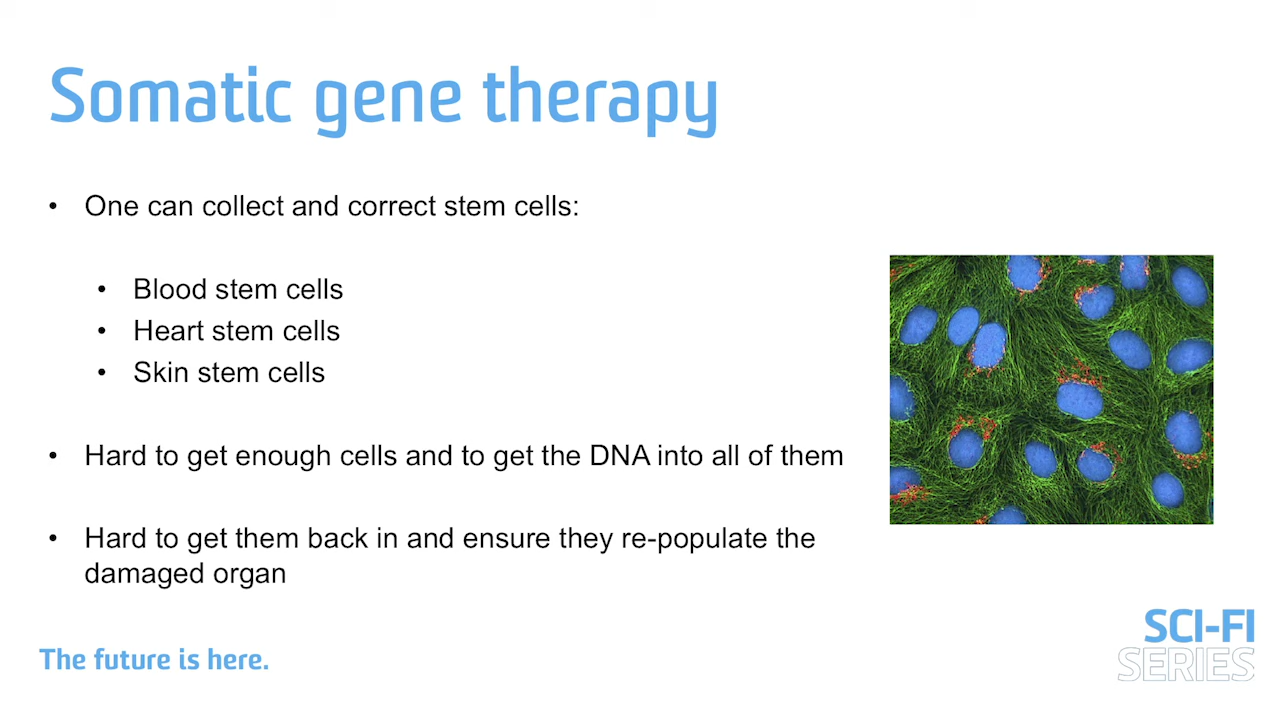 Somatic gene therapy
• One can collect and correct stem cells:
• Blood stem cells
• Heart stem cells
• Skin stem cells
• Hard to get enough cells and to get the DNA into all of them
• Hard to get them back in and ensure they re-populate the
damaged organ
The future is here.
SCI-FI
SERIES